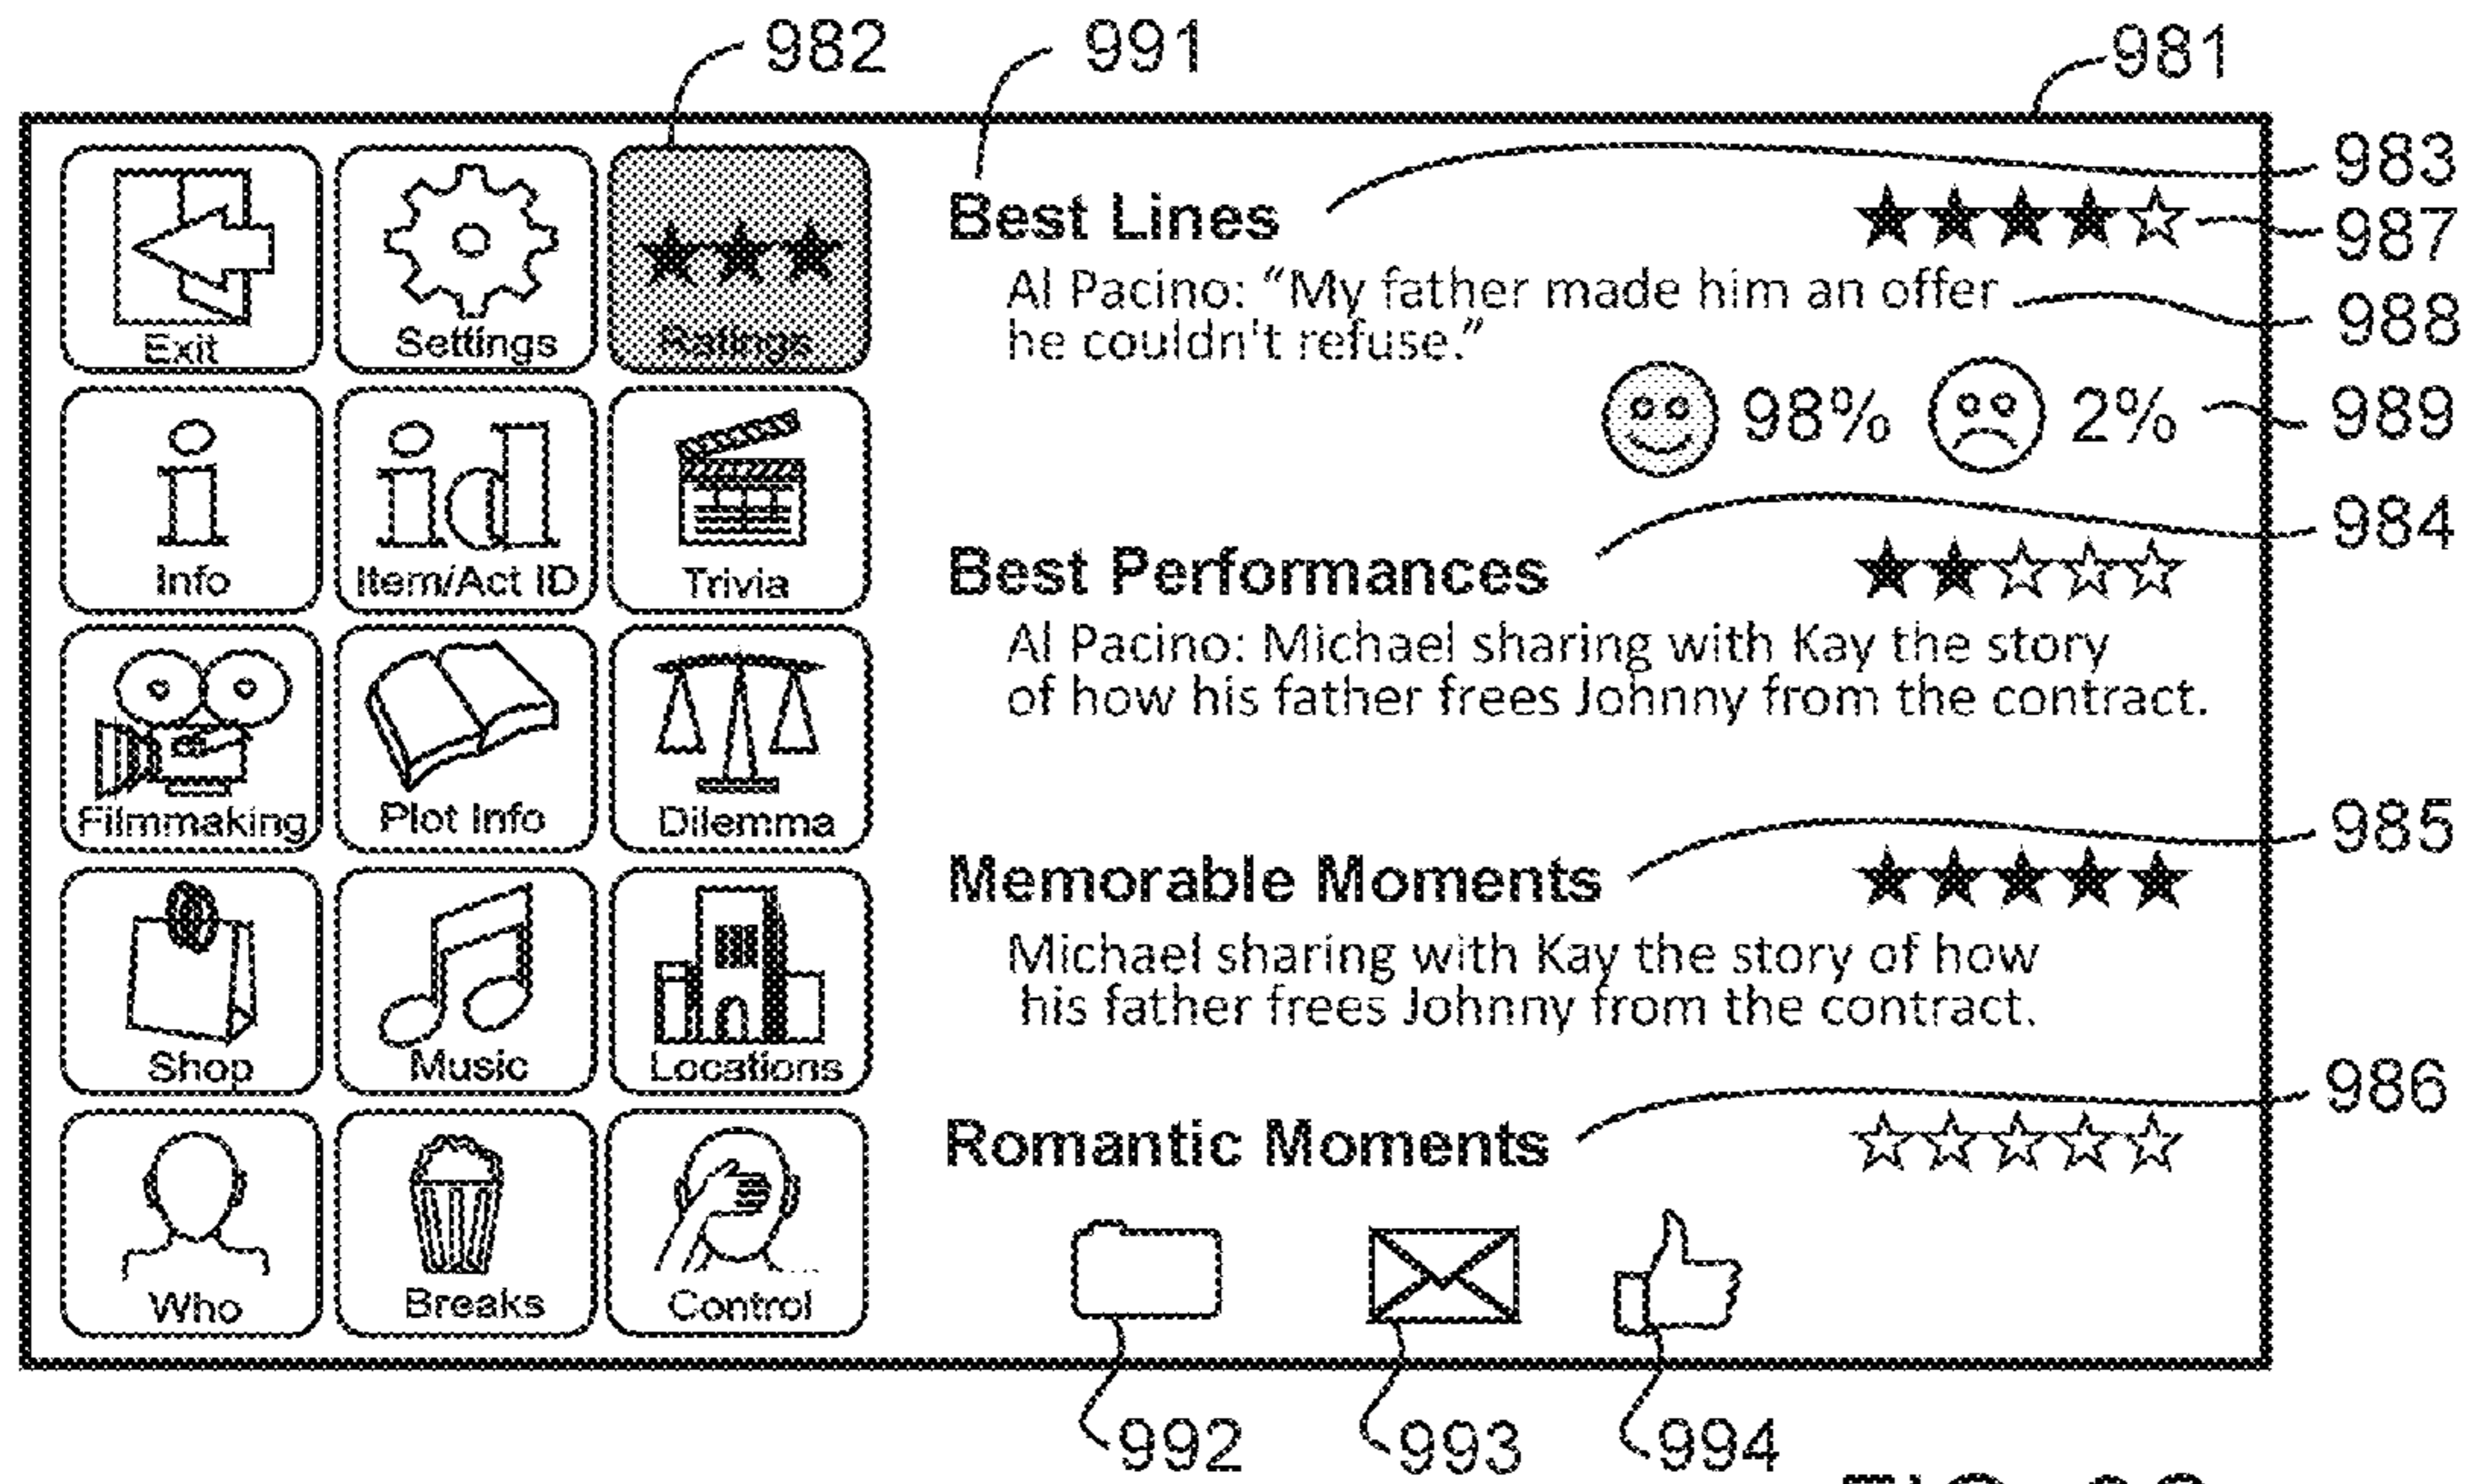 982 991 981
Exit Settings Ratings
Info Item/Act ID Trivia
Filmmaking Plot Info Dilemma
Shop Music Locations
Who Breaks Control
Best Lines 983
987
Al Pacino: “My father made him an offer 988
he couldn't refuse.”
98% 2% 989
Best Performances 984
Al Pacino: Michael sharing with Kay the story
of how his father frees Johnny from the contract.
Memorable Moments 985
Michael sharing with Kay the story of how
his father frees Johnny from the contract.
Romantic Moments 986
992 993 994